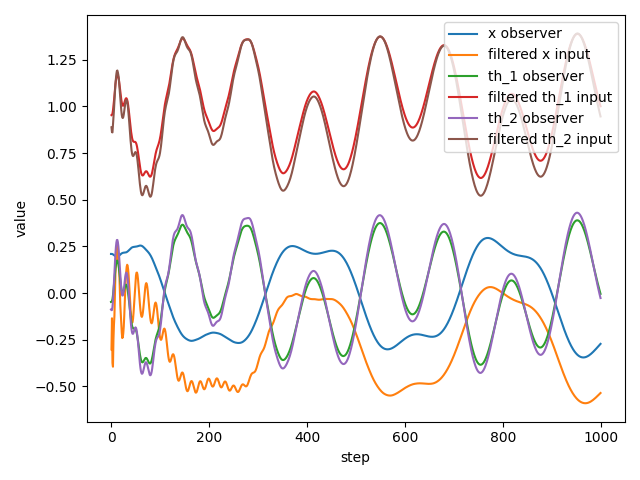 x observer
filtered x input
th_1 observer
filtered th_1 input
th_2 observer
filtered th_2 input
1.25
1.00
0.75
0.50
0.25
0.00
−0.25
−0.50
value
0 200 400 600 800 1000
step